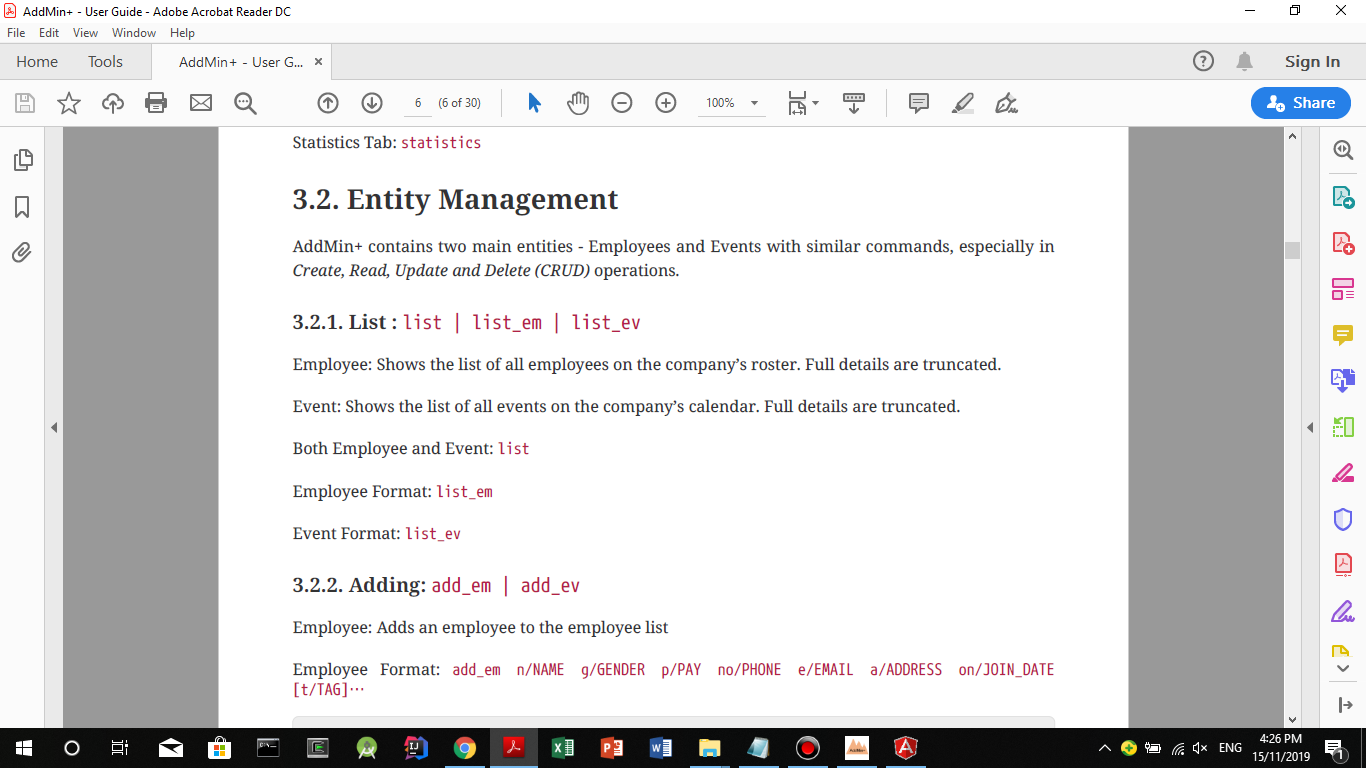 AddMin+ - User Guide - Adobe Acrobat Reader DC
File Edit View Window Help
Home Tools AddMin+ - User G... × Sign In
6 (6 of 30) 100% Share
Statistics Tab: statistics
3.2. Entity Management
AddMin+ contains two main entities - Employees and Events with similar commands, especially in
Create, Read, Update and Delete (CRUD) operations.
3.2.1. List : list | list_em | list_ev
Employee: Shows the list of all employees on the company’s roster. Full details are truncated.
Event: Shows the list of all events on the company’s calendar. Full details are truncated.
Both Employee and Event: list
Employee Format: list_em
Event Format: list_ev
3.2.2. Adding: add_em | add_ev
Employee: Adds an employee to the employee list
Employee Format: add_em n/NAME g/GENDER p/PAY no/PHONE e/EMAIL a/ADDRESS on/JOIN_DATE
[t/TAG]…
ENG
4:26 PM
15/11/2019
1